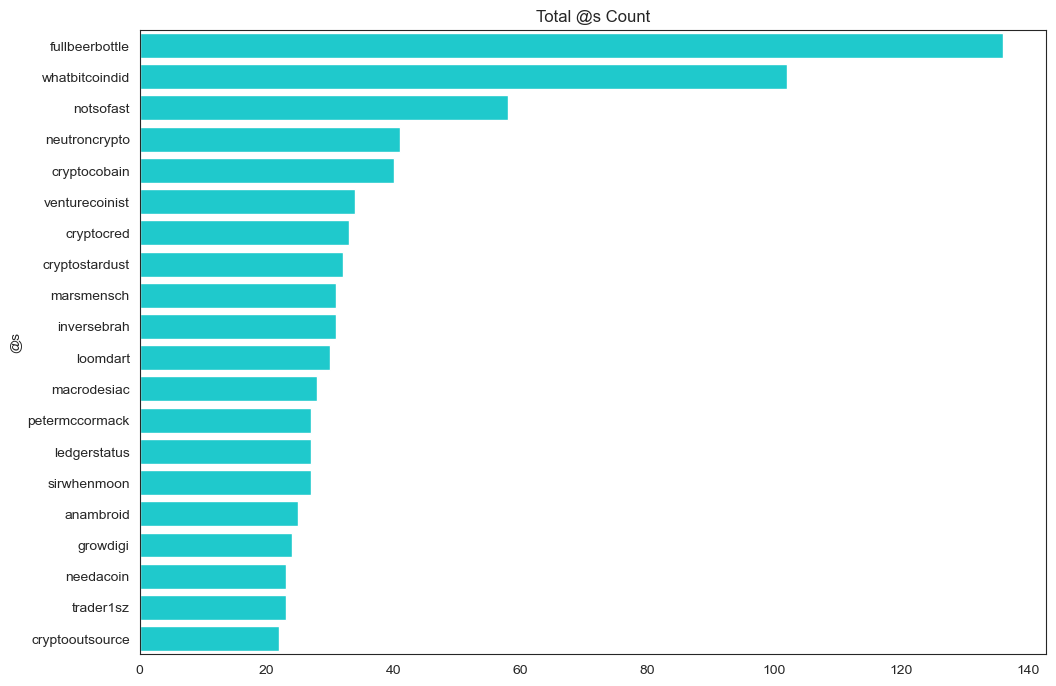 Total @s Count
fullbeerbottle
whatbitcoindid
notsofast
neutroncrypto
cryptocobain
venturecoinist
cryptocred
cryptostardust
marsmensch
inversebrah
loomdart
macrodesiac
petermccormack
ledgerstatus
sirwhenmoon
anambroid
growdigi
needacoin
trader1sz
cryptooutsource
@s
0 20 40 60 80 100 120 140